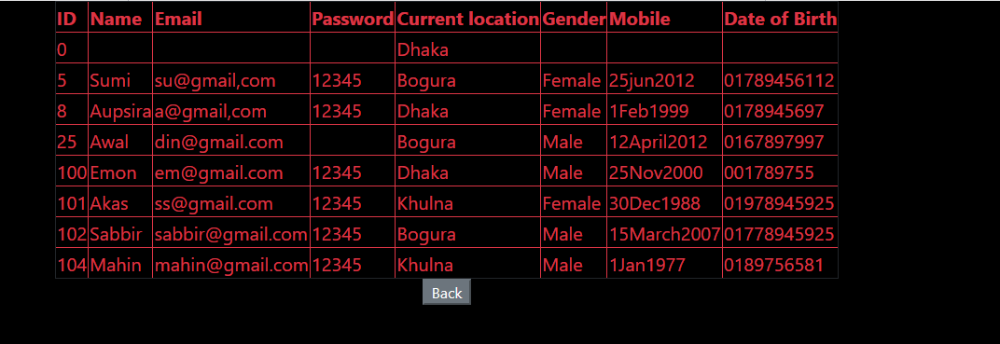 ID Name Email Password Current location Gender Mobile Date of Birth
0 Dhaka
5 Sumi su@gmail,com 12345 Bogura Female 25jun2012 01789456112
8 Aupsira a@gmail,com 12345 Dhaka Female 1Feb1999 0178945697
25 Awal din@gmail.com Bogura Male 12April2012 0167897997
100 Emon em@gmail.com 12345 Dhaka Male 25Nov2000 001789755
101 Akas ss@gmail.com 12345 Khulna Female 30Dec1988 01978945925
102 Sabbir sabbir@gmail.com 12345 Bogura Male 15March2007 01778945925
104 Mahin mahin@gmail.com 12345 Khulna Male 1Jan1977 0189756581
Back